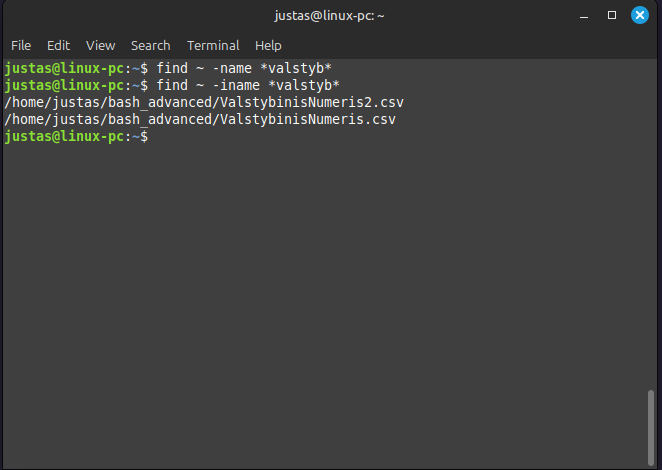 justas@linux-pc: ~
File Edit View Search Terminal Help
justas@linux-pc:~$ find ~ -name *valstyb*
justas@linux-pc:~$ find ~ -iname *valstyb*
/home/justas/bash_advanced/ValstybinisNumeris2.csv
/home/justas/bash_advanced/ValstybinisNumeris.csv
justas@linux-pc:~$